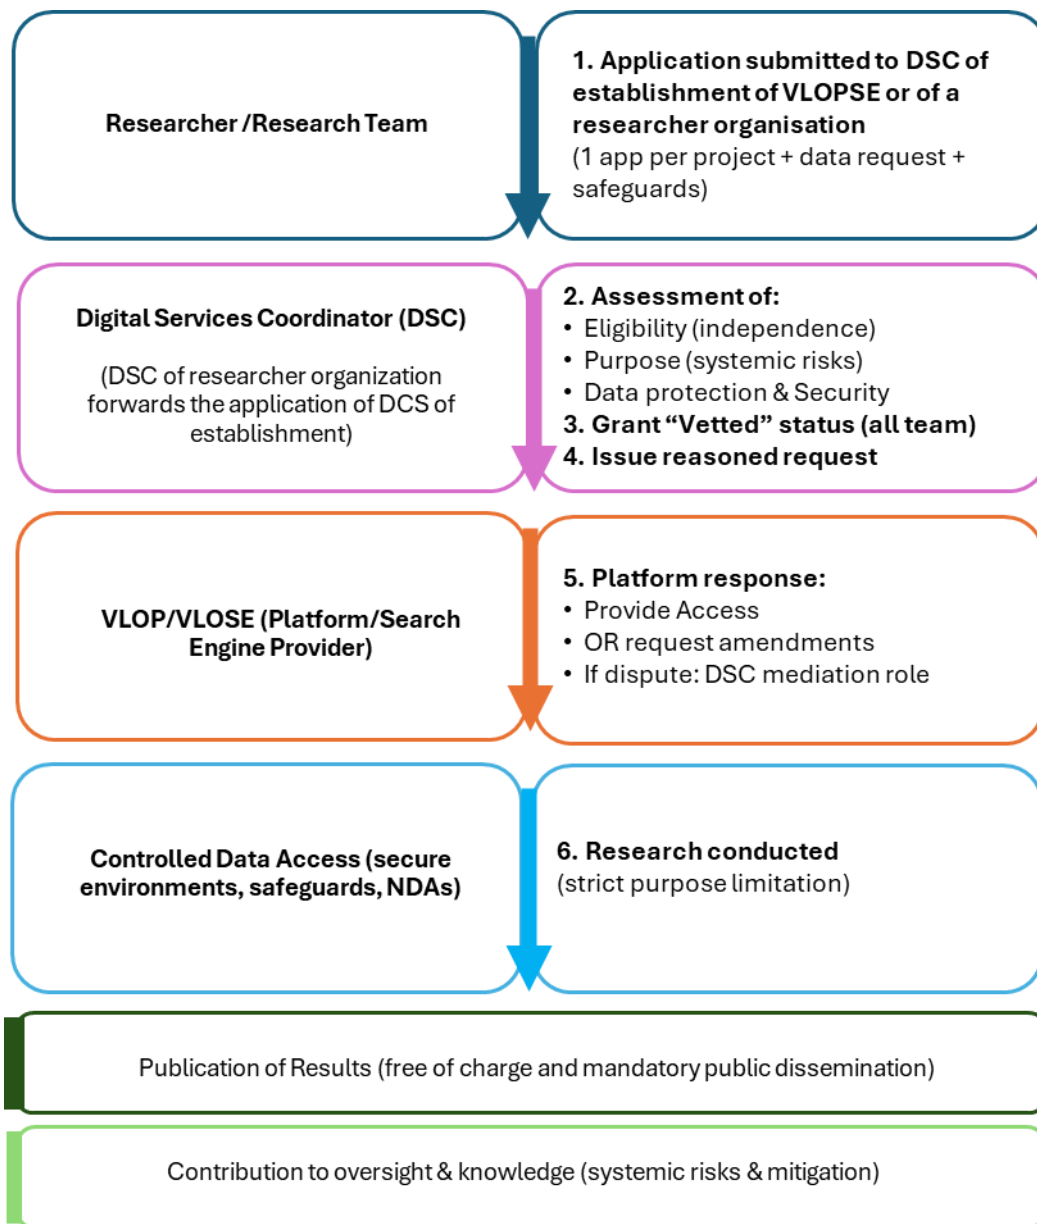 Researcher /Research Team
1. Application submitted to DSC of
establishment of VLOPSE or of a
researcher organisation
(1 app per project + data request +
safeguards)
Digital Services Coordinator (DSC)
(DSC of researcher organization
forwards the application of DCS of
establishment)
2. Assessment of:
• Eligibility (independence)
• Purpose (systemic risks)
• Data protection & Security
3. Grant “Vetted” status (all team)
4. Issue reasoned request
VLOP/VLOSE (Platform/Search
Engine Provider)
5. Platform response:
• Provide Access
• OR request amendments
• If dispute: DSC mediation role
Controlled Data Access (secure
environments, safeguards, NDAs)
6. Research conducted
(strict purpose limitation)
Publication of Results (free of charge and mandatory public dissemination)
Contribution to oversight & knowledge (systemic risks & mitigation)